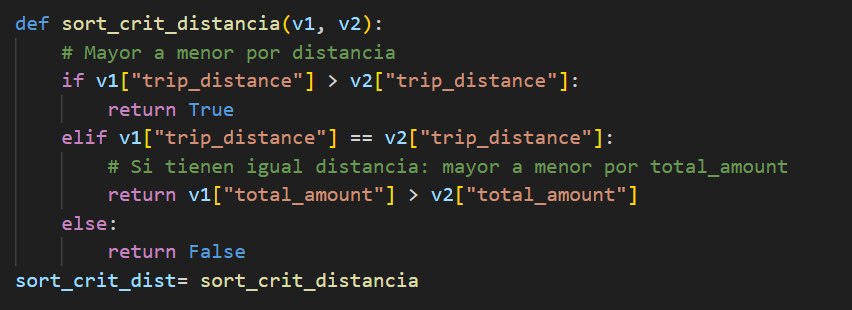 def sort_crit_distancia(v1, v2):
    # Mayor a menor por distancia
    if v1["trip_distance"] > v2["trip_distance"]:
        return True
    elif v1["trip_distance"] == v2["trip_distance"]:
        # Si tienen igual distancia: mayor a menor por total_amount
        return v1["total_amount"] > v2["total_amount"]
    else:
        return False
sort_crit_dist= sort_crit_distancia